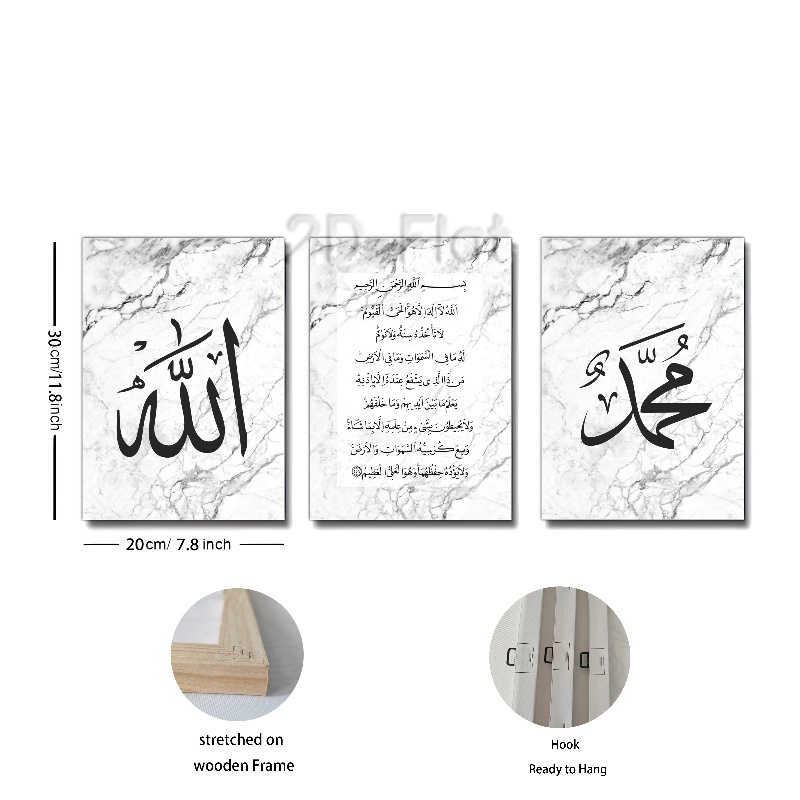 2D Flat
30cm/11.8inch
الله
بِسْمِ اللَّهِ الرَّحْمَنِ الرَّحِيمِ
اللَّهُ لَا إِلَهَ إِلَّا هُوَ الْحَيُّ الْقَيُّومُ
لَا تَأْخُذُهُ سِنَةٌ وَلَا نَوْمٌ
لَهُ مَا فِي السَّمَوَاتِ وَمَا فِي الْأَرْضِ
مَنْ ذَا الَّذِي يَشْفَعُ عِنْدَهُ إِلَّا بِإِذْنِهِ
يَعْلَمُ مَا بَيْنَ أَيْدِيهِمْ وَمَا خَلْفَهُمْ
وَلَا يُحِيطُونَ بِشَيْءٍ مِنْ عِلْمِهِ إِلَّا بِمَا شَاءَ
وَسِعَ كُرْسِيُّهُ السَّمَوَاتِ وَالْأَرْضَ
وَلَا يَئُودُهُ حِفْظُهُمَا وَهُوَ الْعَلِيُّ الْعَظِيمُ
مُحَمَّدٌ
20cm/ 7.8 inch
stretched on
wooden Frame
Hook
Ready to Hang